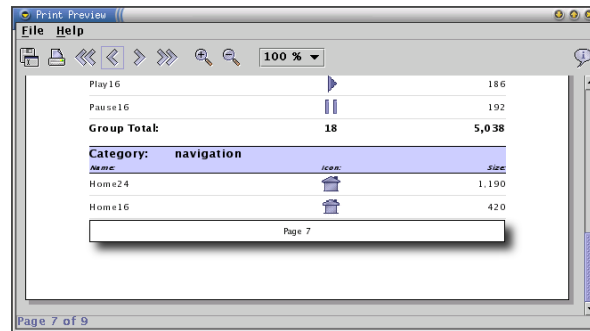 Print Preview
File Help
100 %
Play16 186
Pause16 192
Group Total: 18 5,038
Category: navigation
Name: Icon: Size:
Home24 1,190
Home16 420
Page 7
Page 7 of 9